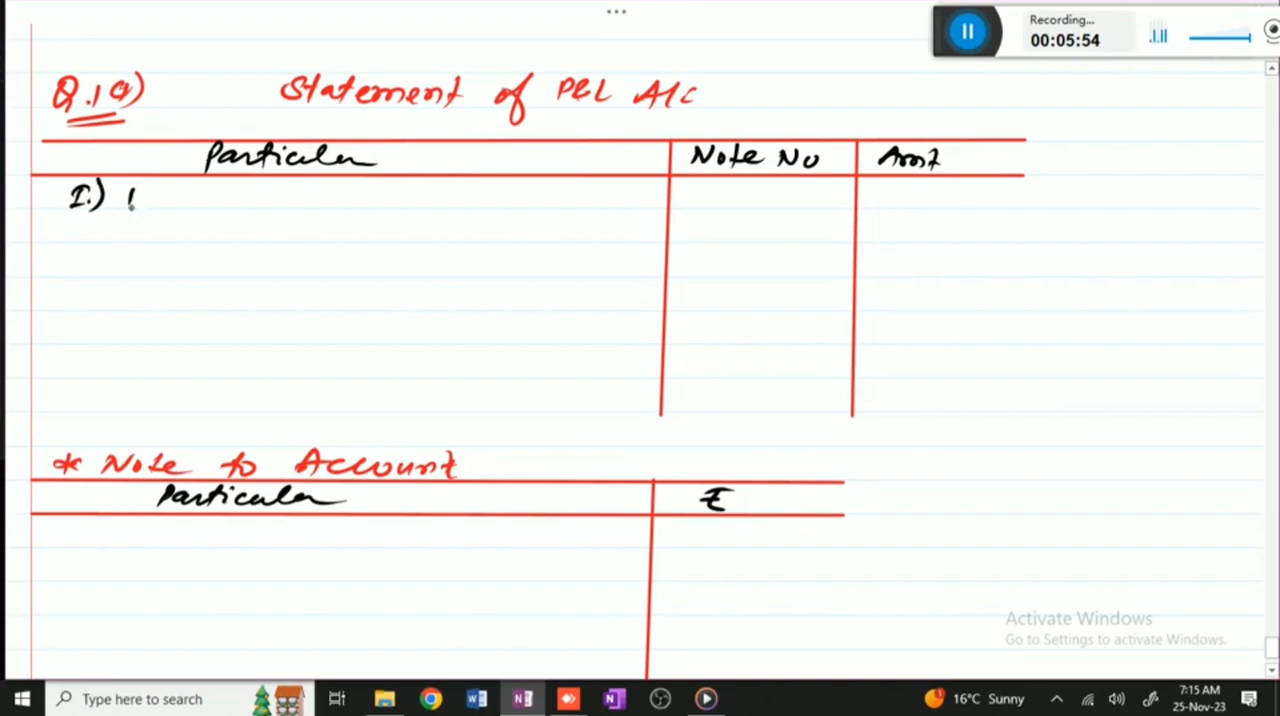 Recording...
00:05:54
Q.1 a) Statement of P&L A/c
Particular Note No Amt
I.)
* Note to Account
Particular ₹
Activate Windows
Go to Settings to activate Windows.
Type here to search
16°C Sunny
7:15 AM
25-Nov-23